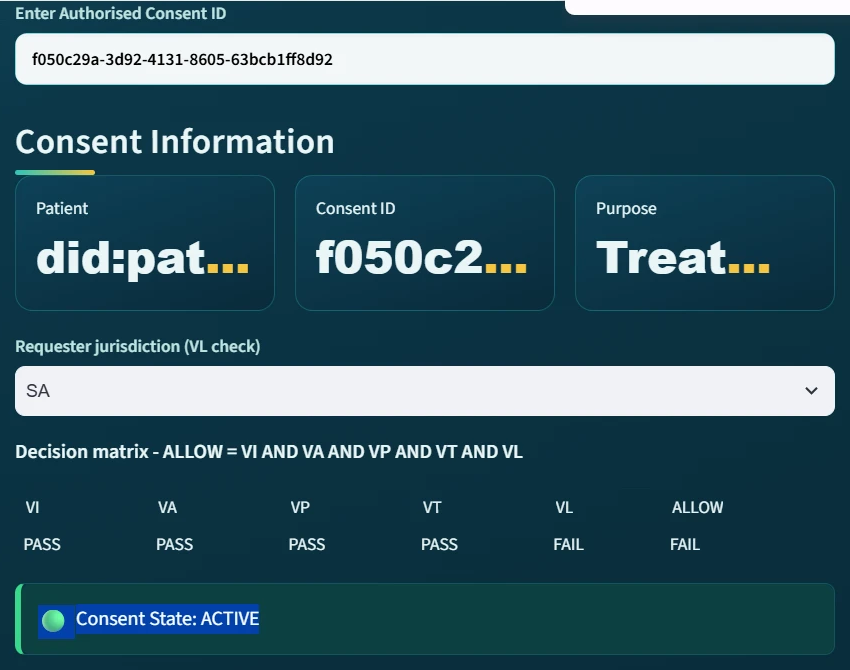 Enter Authorised Consent ID
f050c29a-3d92-4131-8605-63bcb1ff8d92
Consent Information
Patient
did:pat...
Consent ID
f050c2...
Purpose
Treat...
Requester jurisdiction (VL check)
SA
Decision matrix - ALLOW = VI AND VA AND VP AND VT AND VL
VI VA VP VT VL ALLOW
PASS PASS PASS PASS FAIL FAIL
Consent State: ACTIVE